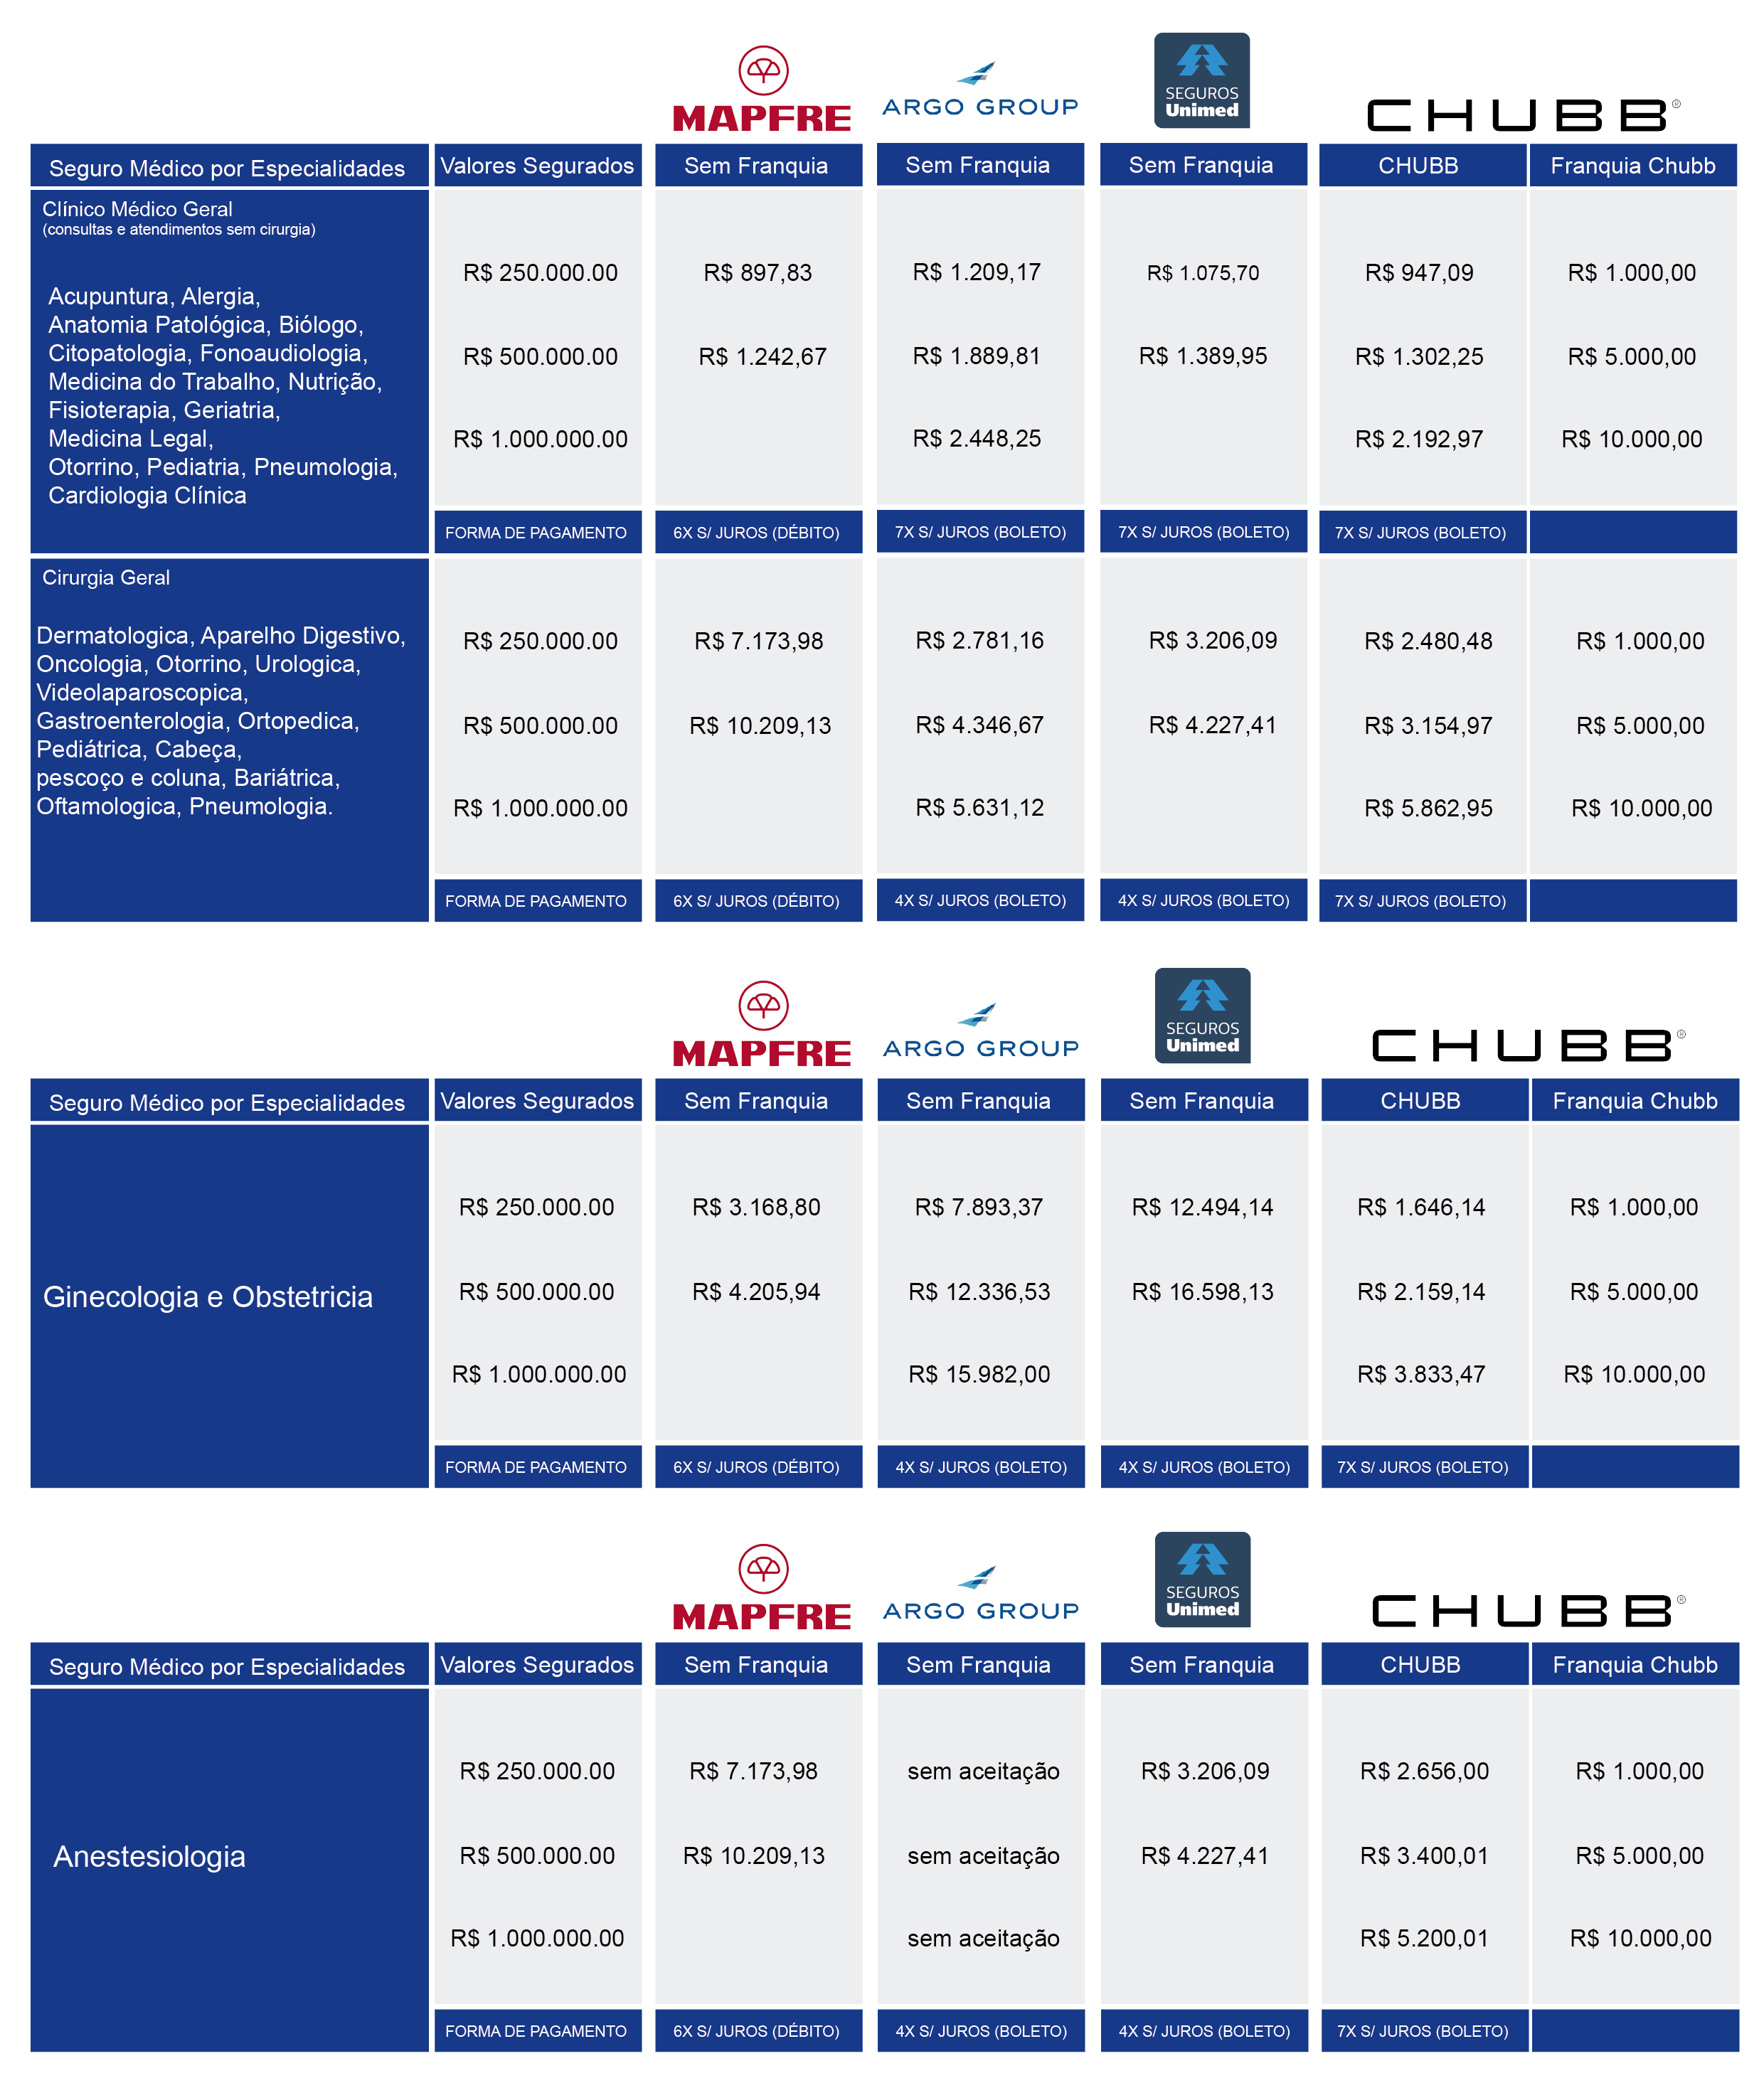 MAPFRE
ARGO GROUP
SEGUROS
Unimed
CHUBB®
Seguro Médico por Especialidades Valores Segurados Sem Franquia Sem Franquia Sem Franquia CHUBB Franquia Chubb
Clínico Médico Geral
(consultas e atendimentos sem cirurgia)
R$ 250.000.00 R$ 897,83 R$ 1.209,17 R$ 1.075,70 R$ 947,09 R$ 1.000,00
Acupuntura, Alergia,
Anatomia Patológica, Biólogo,
Citopatologia, Fonoaudiologia,
R$ 500.000.00 R$ 1.242,67 R$ 1.889,81 R$ 1.389,95 R$ 1.302,25 R$ 5.000,00
Medicina do Trabalho, Nutrição,
Fisioterapia, Geriatria,
Medicina Legal,
R$ 1.000.000.00 R$ 2.448,25 R$ 2.192,97 R$ 10.000,00
Otorrino, Pediatria, Pneumologia,
Cardiologia Clínica
FORMA DE PAGAMENTO 6X S/ JUROS (DÉBITO) 7X S/ JUROS (BOLETO) 7X S/ JUROS (BOLETO) 7X S/ JUROS (BOLETO)
Cirurgia Geral
Dermatologica, Aparelho Digestivo,
R$ 250.000.00 R$ 7.173,98 R$ 2.781,16 R$ 3.206,09 R$ 2.480,48 R$ 1.000,00
Oncologia, Otorrino, Urologica,
Videolaparoscopica,
Gastroenterologia, Ortopedica,
R$ 500.000.00 R$ 10.209,13 R$ 4.346,67 R$ 4.227,41 R$ 3.154,97 R$ 5.000,00
Pediátrica, Cabeça,
pescoço e coluna, Bariátrica,
Oftamologica, Pneumologia.
R$ 1.000.000.00 R$ 5.631,12 R$ 5.862,95 R$ 10.000,00
FORMA DE PAGAMENTO 6X S/ JUROS (DÉBITO) 4X S/ JUROS (BOLETO) 4X S/ JUROS (BOLETO) 7X S/ JUROS (BOLETO)
MAPFRE
ARGO GROUP
SEGUROS
Unimed
CHUBB®
Seguro Médico por Especialidades Valores Segurados Sem Franquia Sem Franquia Sem Franquia CHUBB Franquia Chubb
R$ 250.000.00 R$ 3.168,80 R$ 7.893,37 R$ 12.494,14 R$ 1.646,14 R$ 1.000,00
Ginecologia e Obstetricia
R$ 500.000.00 R$ 4.205,94 R$ 12.336,53 R$ 16.598,13 R$ 2.159,14 R$ 5.000,00
R$ 1.000.000.00 R$ 15.982,00 R$ 3.833,47 R$ 10.000,00
FORMA DE PAGAMENTO 6X S/ JUROS (DÉBITO) 4X S/ JUROS (BOLETO) 4X S/ JUROS (BOLETO) 7X S/ JUROS (BOLETO)
MAPFRE
ARGO GROUP
SEGUROS
Unimed
CHUBB®
Seguro Médico por Especialidades Valores Segurados Sem Franquia Sem Franquia Sem Franquia CHUBB Franquia Chubb
R$ 250.000.00 R$ 7.173,98 sem aceitação R$ 3.206,09 R$ 2.656,00 R$ 1.000,00
Anestesiologia
R$ 500.000.00 R$ 10.209,13 sem aceitação R$ 4.227,41 R$ 3.400,01 R$ 5.000,00
R$ 1.000.000.00 sem aceitação R$ 5.200,01 R$ 10.000,00
FORMA DE PAGAMENTO 6X S/ JUROS (DÉBITO) 4X S/ JUROS (BOLETO) 4X S/ JUROS (BOLETO) 7X S/ JUROS (BOLETO)